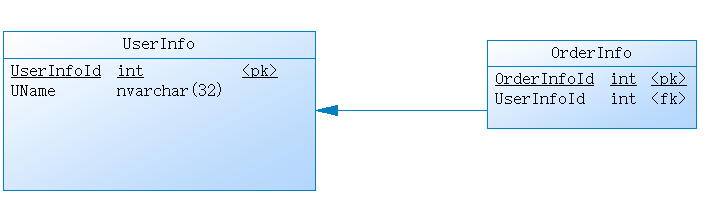 UserInfo
UserInfoId int <pk>
UName nvarchar(32)
OrderInfo
OrderInfoId int <pk>
UserInfoId int <fk>